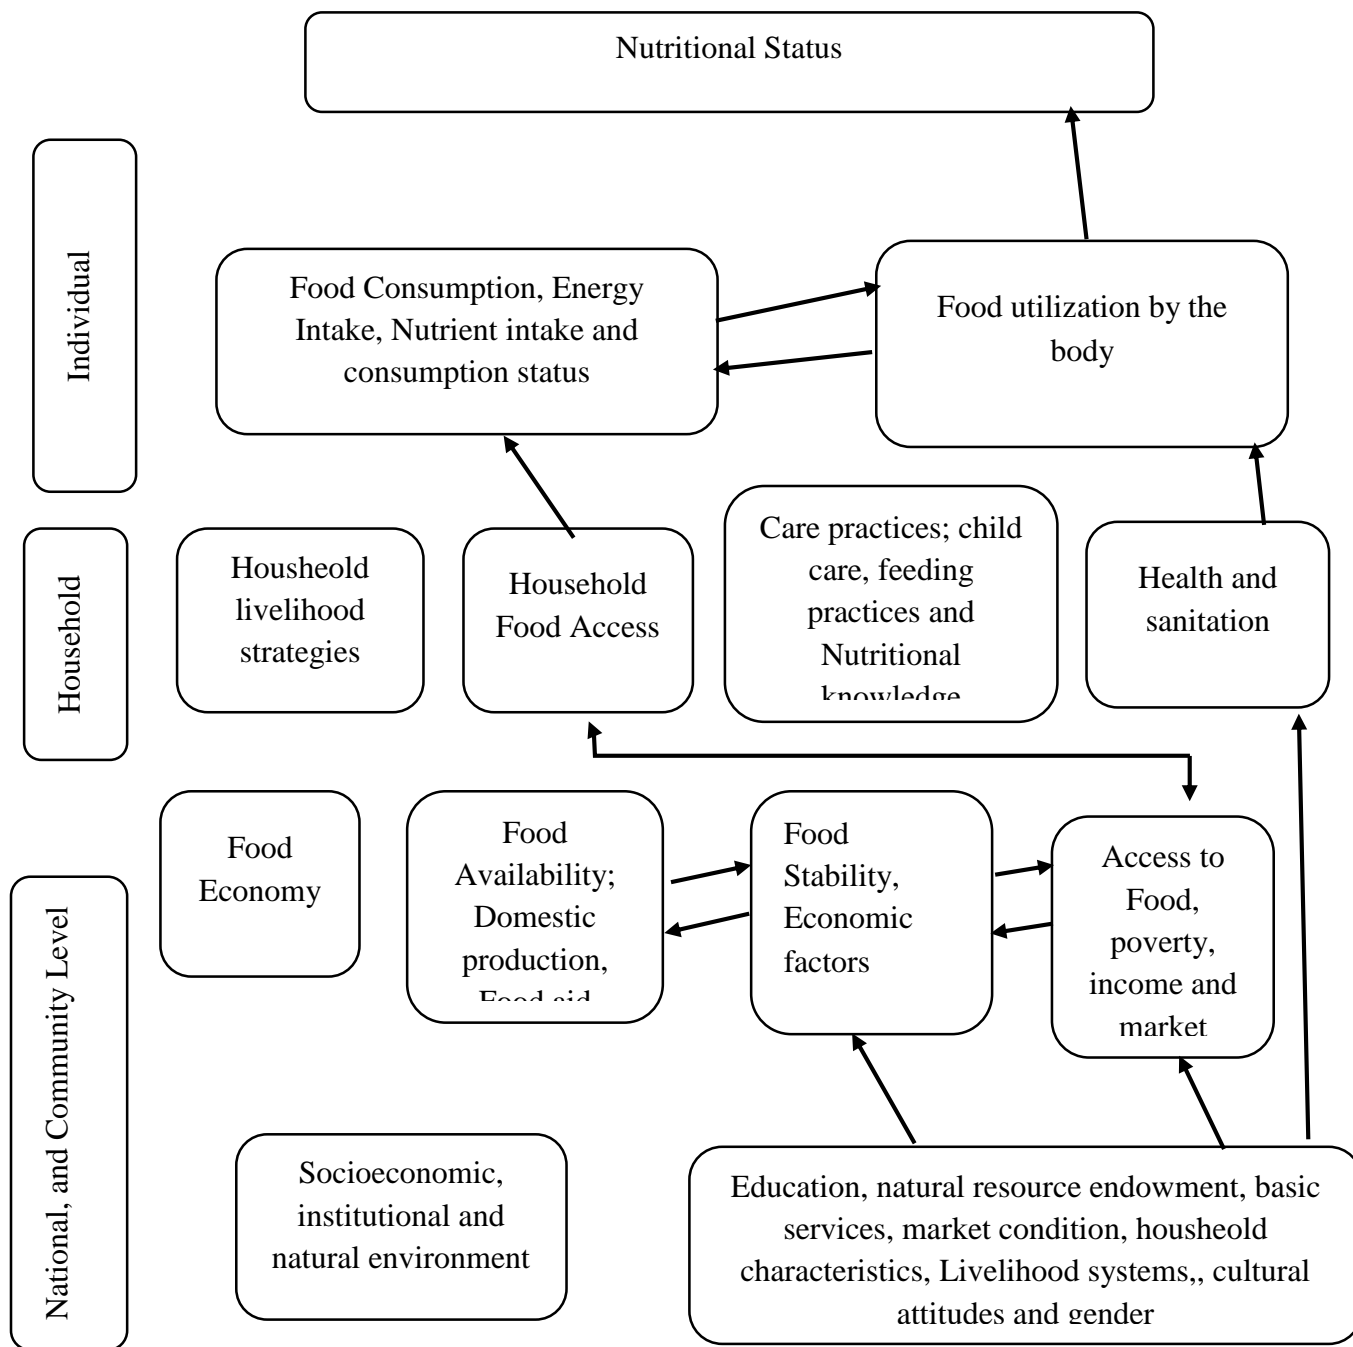 Nutritional Status
Individual
Food Consumption, Energy
Intake, Nutrient intake and
consumption status
Food utilization by the
body
Household
Housheold
livelihood
strategies
Household
Food Access
Care practices; child
care, feeding
practices and
Nutritional
knowledge
Health and
sanitation
National, and Community Level
Food
Economy
Food
Availability;
Domestic
production,
Food aid
Food
Stability,
Economic
factors
Access to
Food,
poverty,
income and
market
Socioeconomic,
institutional and
natural environment
Education, natural resource endowment, basic
services, market condition, housheold
characteristics, Livelihood systems,, cultural
attitudes and gender